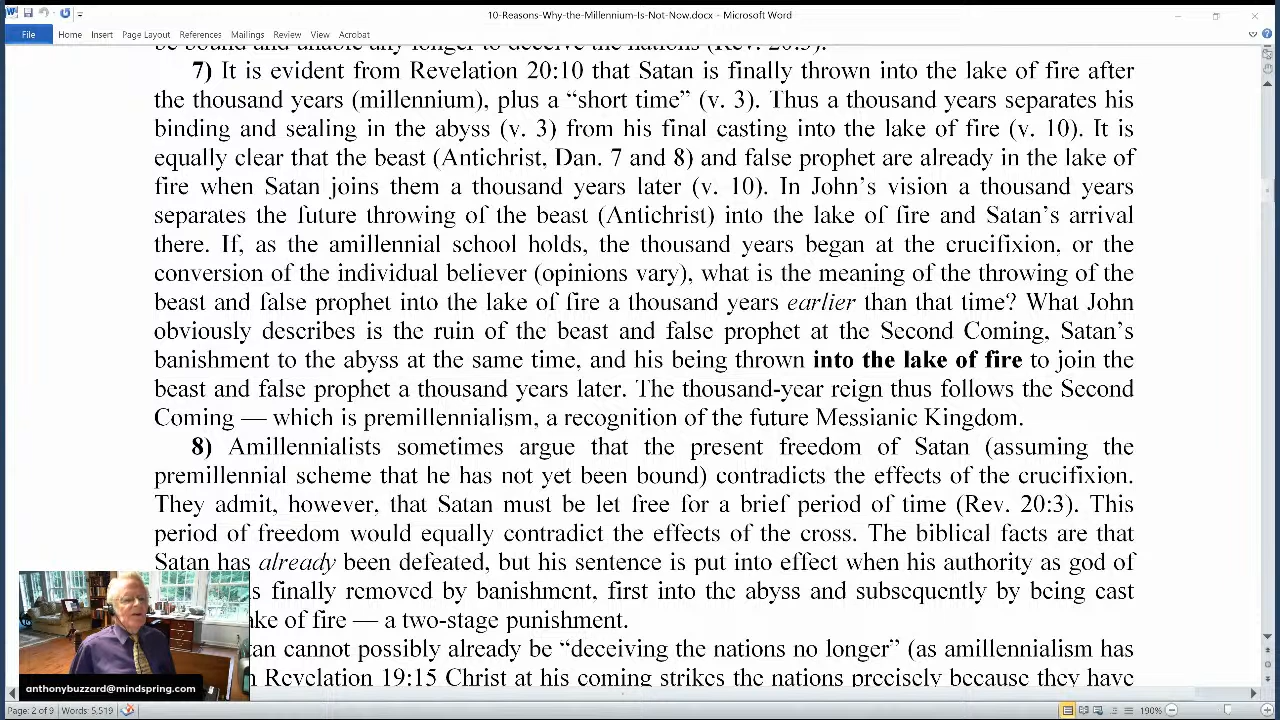 10-Reasons-Why-the-Millennium-Is-Not-Now.docx - Microsoft Word
File Home Insert Page Layout References Mailings Review View Acrobat
be bound and unable any longer to deceive the nations (Rev. 20:3).
7) It is evident from Revelation 20:10 that Satan is finally thrown into the lake of fire after
the thousand years (millennium), plus a “short time” (v. 3). Thus a thousand years separates his
binding and sealing in the abyss (v. 3) from his final casting into the lake of fire (v. 10). It is
equally clear that the beast (Antichrist, Dan. 7 and 8) and false prophet are already in the lake of
fire when Satan joins them a thousand years later (v. 10). In John’s vision a thousand years
separates the future throwing of the beast (Antichrist) into the lake of fire and Satan’s arrival
there. If, as the amillennial school holds, the thousand years began at the crucifixion, or the
conversion of the individual believer (opinions vary), what is the meaning of the throwing of the
beast and false prophet into the lake of fire a thousand years earlier than that time? What John
obviously describes is the ruin of the beast and false prophet at the Second Coming, Satan’s
banishment to the abyss at the same time, and his being thrown into the lake of fire to join the
beast and false prophet a thousand years later. The thousand-year reign thus follows the Second
Coming — which is premillennialism, a recognition of the future Messianic Kingdom.
8) Amillennialists sometimes argue that the present freedom of Satan (assuming the
premillennial scheme that he has not yet been bound) contradicts the effects of the crucifixion.
They admit, however, that Satan must be let free for a brief period of time (Rev. 20:3). This
period of freedom would equally contradict the effects of the cross. The biblical facts are that
Satan has already been defeated, but his sentence is put into effect when his authority as god of
s finally removed by banishment, first into the abyss and subsequently by being cast
ke of fire — a two-stage punishment.
tan cannot possibly already be “deceiving the nations no longer” (as amillennialism has
Revelation 19:15 Christ at his coming strikes the nations precisely because they have
anthonybuzzard@mindspring.com
Page: 2 of 9 Words: 5,519 190%